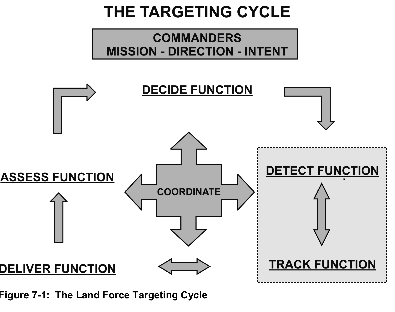 THE TARGETING CYCLE
COMMANDERS
MISSION - DIRECTION - INTENT
DECIDE FUNCTION
ASSESS FUNCTION
COORDINATE
DETECT FUNCTION
DELIVER FUNCTION
TRACK FUNCTION
Figure 7-1: The Land Force Targeting Cycle